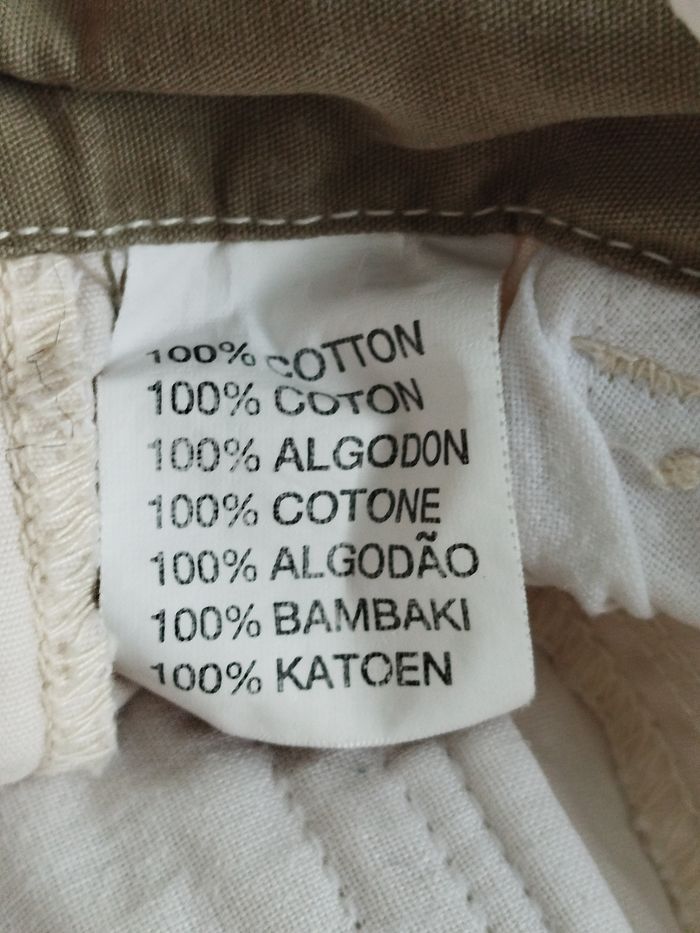 100% COTTON
100% COTON
100% ALGODON
100% COTONE
100% ALGODÃO
100% BAMBAKI
100% KATOEN